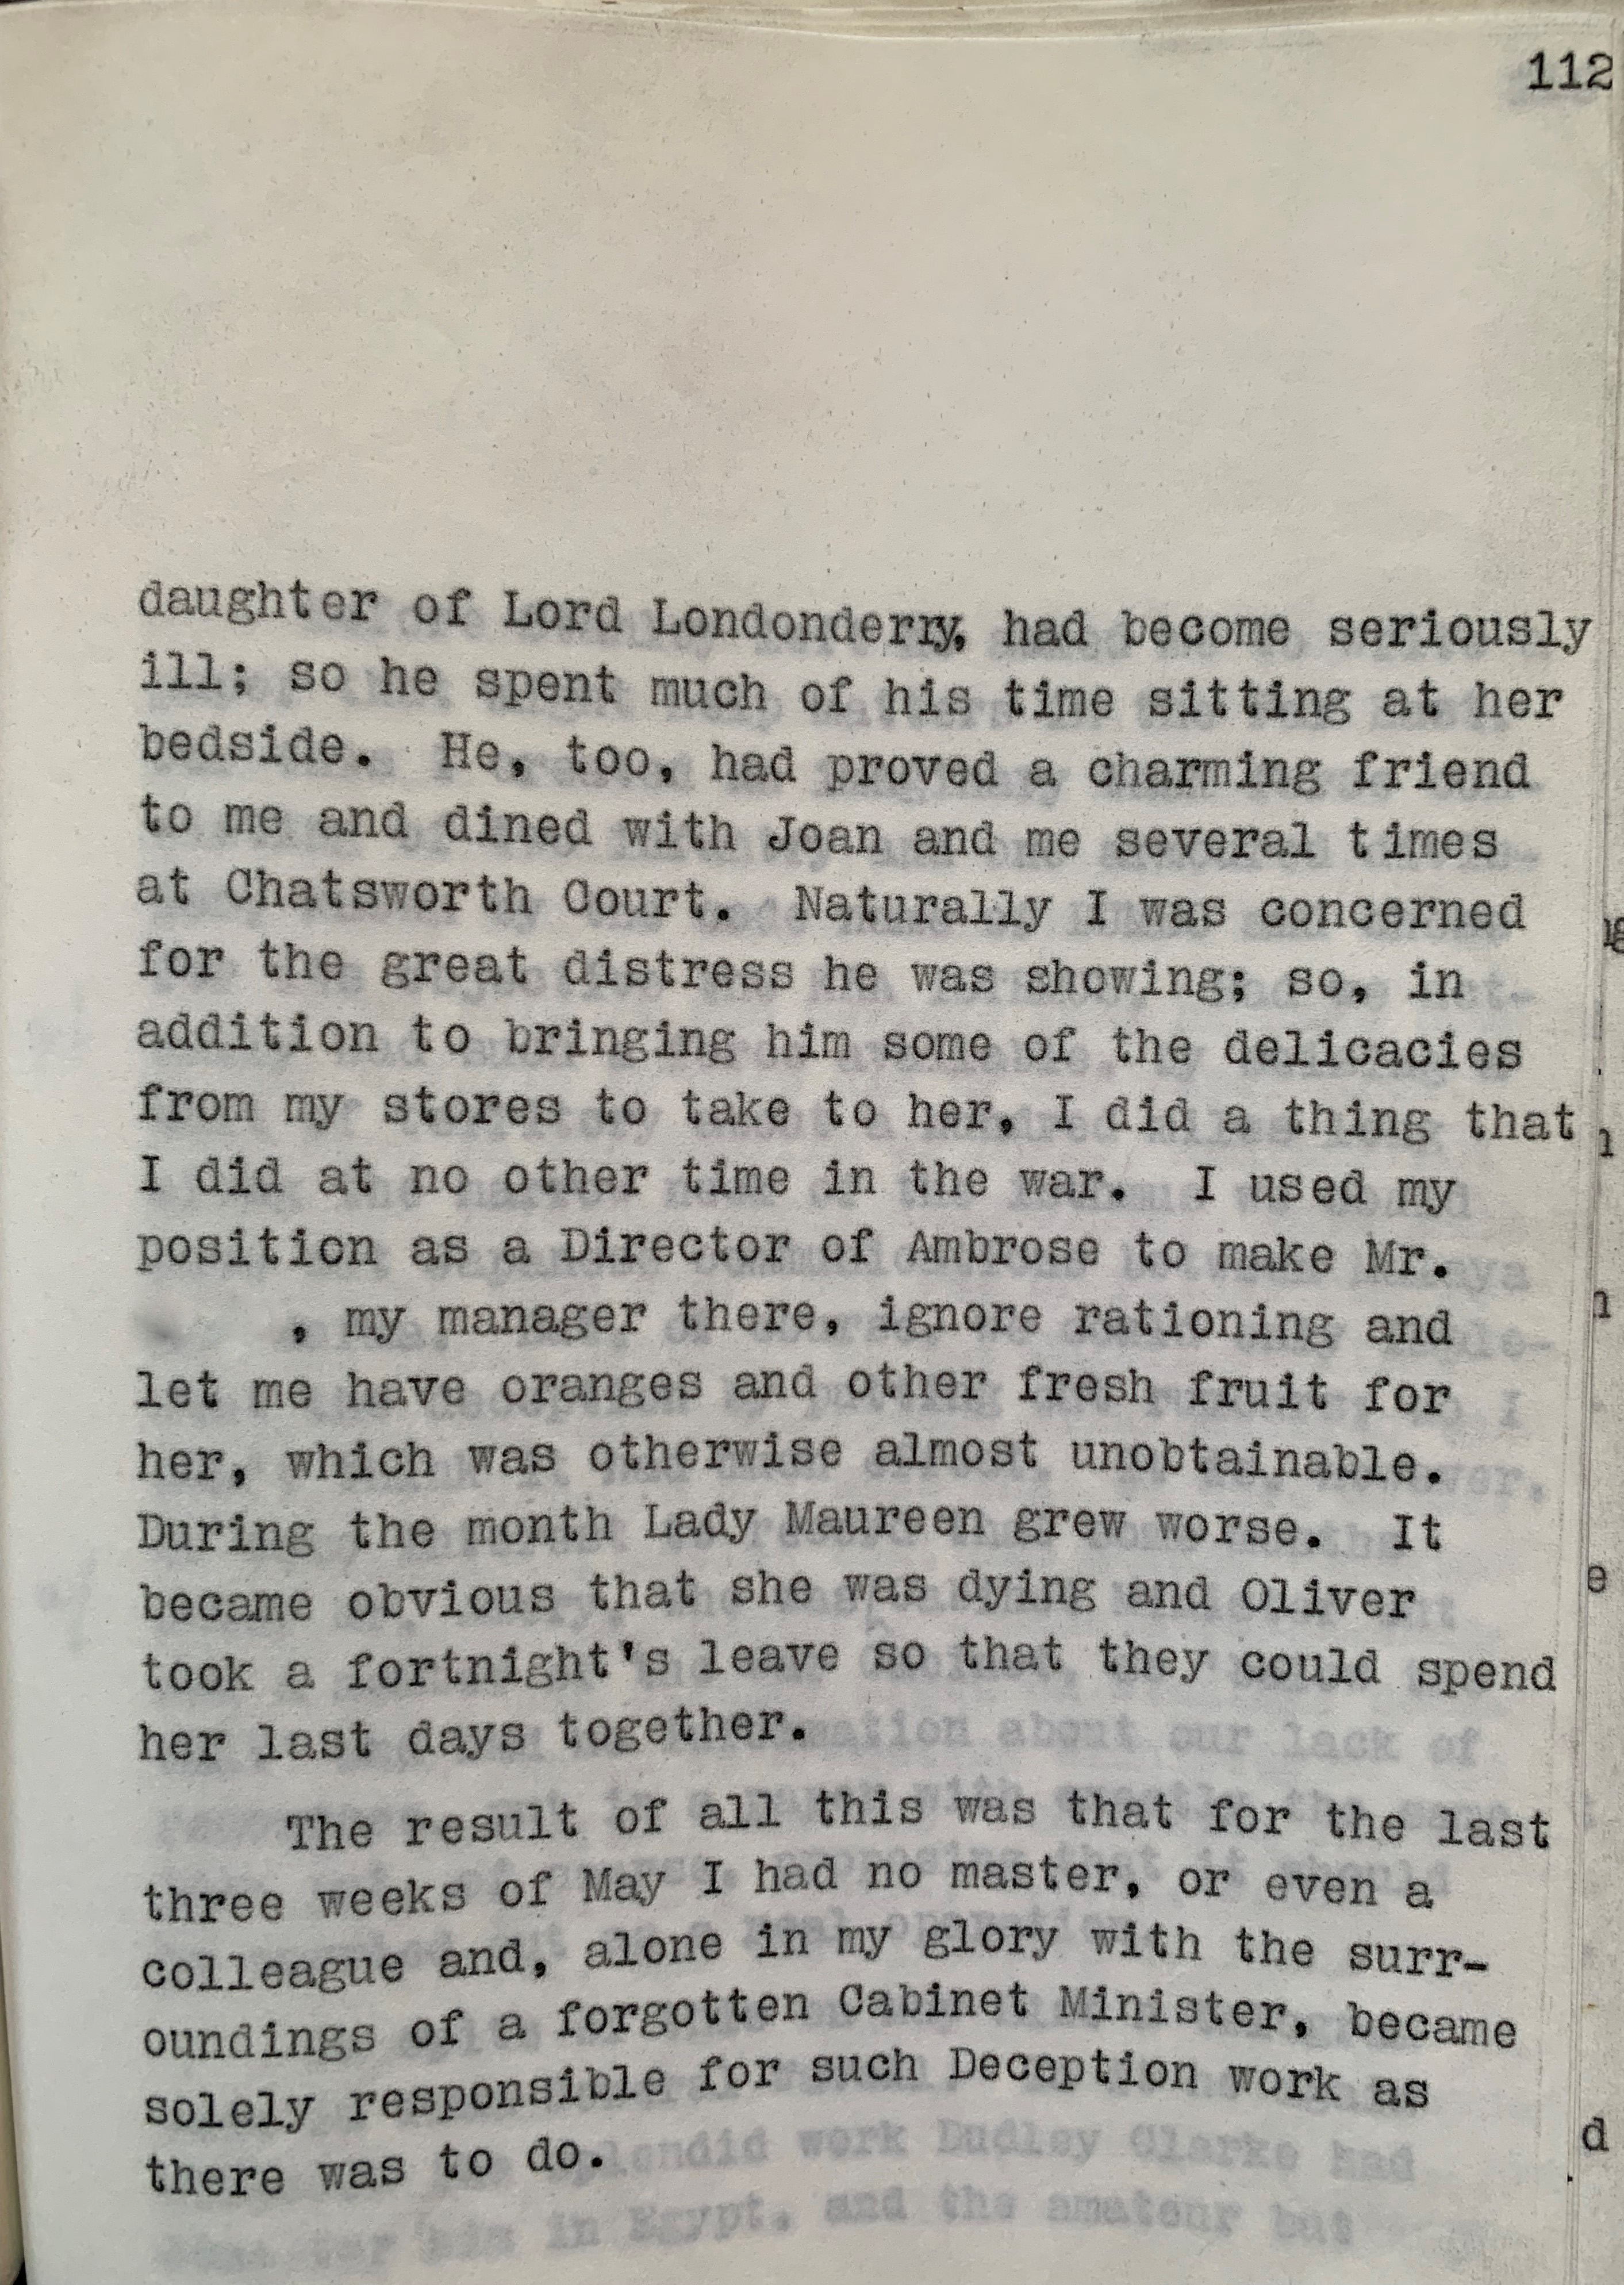 112
daughter of Lord Londonderry, had become seriously
ill; so he spent much of his time sitting at her
bedside. He, too, had proved a charming friend
to me and dined with Joan and me several times
at Chatsworth Court. Naturally I was concerned
for the great distress he was showing; so, in
addition to bringing him some of the delicacies
from my stores to take to her, I did a thing that
I did at no other time in the war. I used my
position as a Director of Ambrose to make Mr.
, my manager there, ignore rationing and
let me have oranges and other fresh fruit for
her, which was otherwise almost unobtainable.
During the month Lady Maureen grew worse. It
became obvious that she was dying and Oliver
took a fortnight's leave so that they could spend
her last days together.
The result of all this was that for the last
three weeks of May I had no master, or even a
colleague and, alone in my glory with the surr-
oundings of a forgotten Cabinet Minister, became
solely responsible for such Deception work as
there was to do.